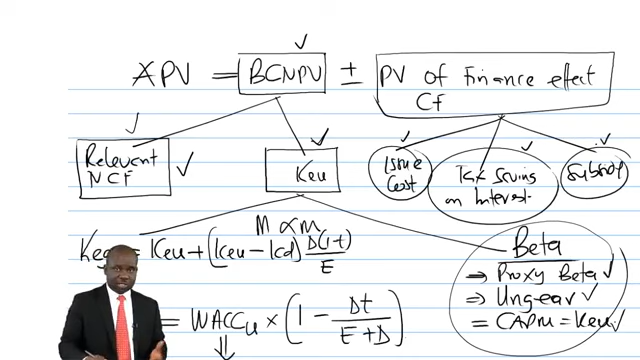 APV = BCNPV ± PV of Finance effect CF
Relevant NCF
Keu
Issue Cost
Tax Saving on Interest
Subsidy
M & m
Keg = Keu + (Keu - Kd) D(1-t)/E
Beta
⇒ Proxy Beta ✓
⇒ Ungear ✓
= CAPM = Keu ✓
= WACCu × (1 - Dt/(E+D))